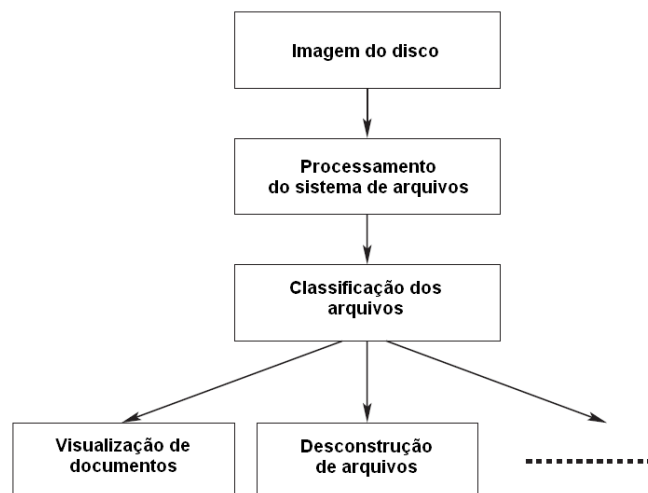 Imagem do disco
Processamento
do sistema de arquivos
Classificação dos
arquivos
Visualização de
documentos
Desconstrução
de arquivos